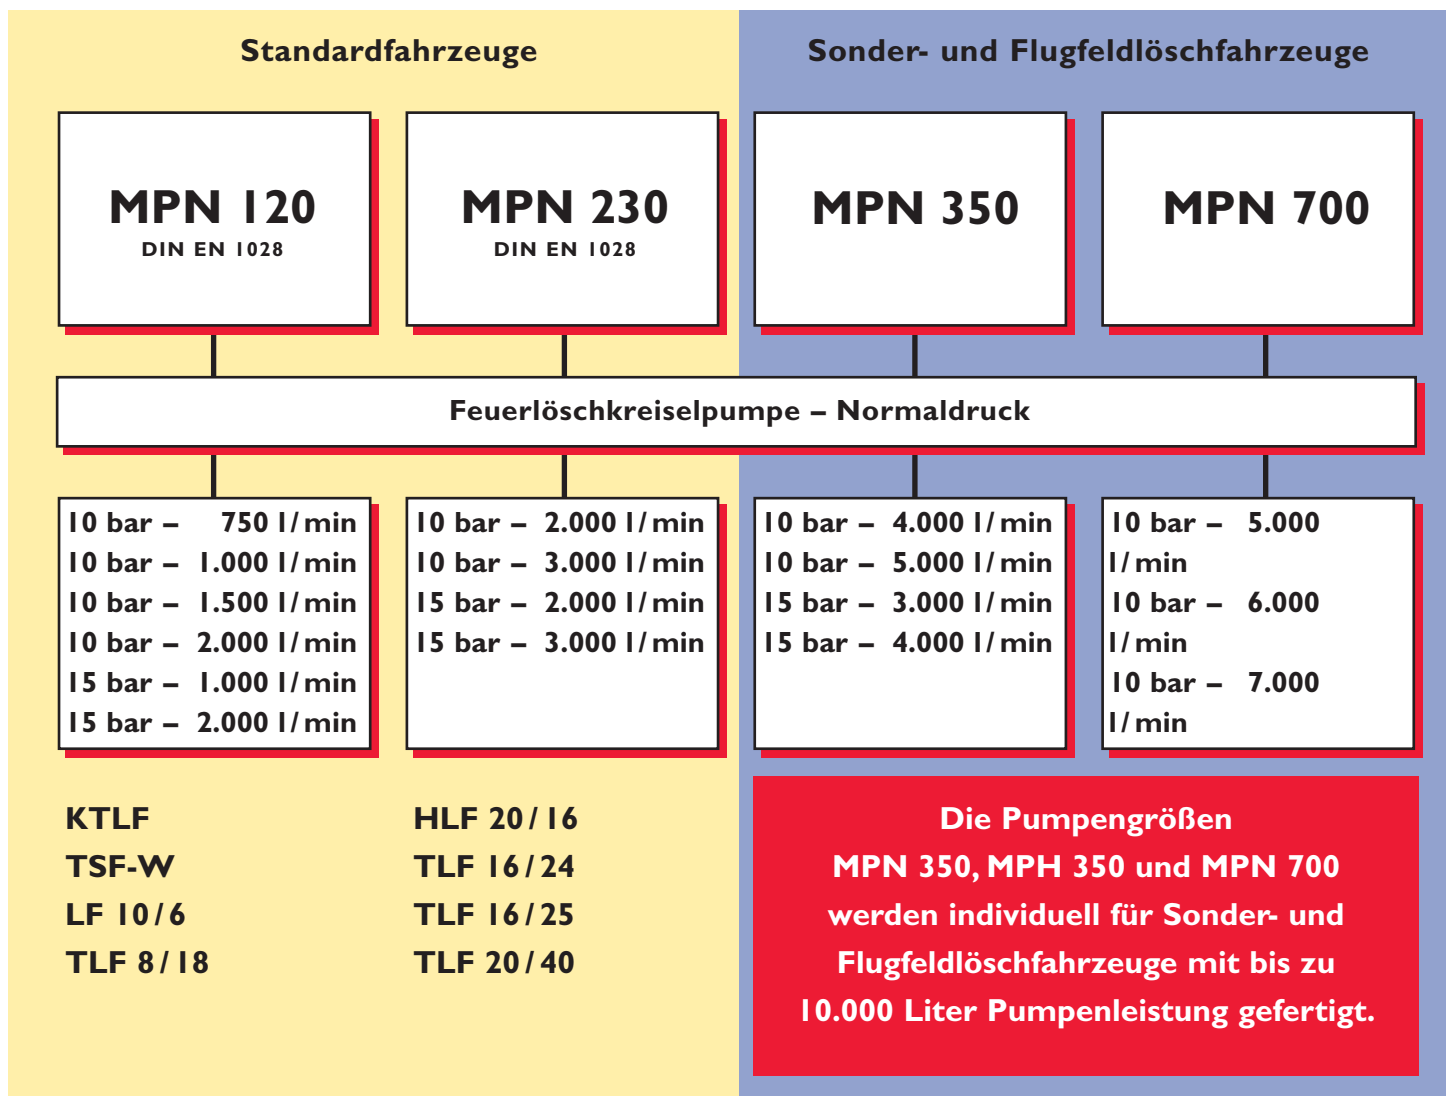 Standardfahrzeuge
Sonder- und Flugfeldlöschfahrzeuge
MPN 120
DIN EN 1028
MPN 230
DIN EN 1028
MPN 350
MPN 700
Feuerlöschkreiselpumpe – Normaldruck
10 bar – 750 l/min
10 bar – 1.000 l/min
10 bar – 1.500 l/min
10 bar – 2.000 l/min
15 bar – 1.000 l/min
15 bar – 2.000 l/min
10 bar – 2.000 l/min
10 bar – 3.000 l/min
15 bar – 2.000 l/min
15 bar – 3.000 l/min
10 bar – 4.000 l/min
10 bar – 5.000 l/min
15 bar – 3.000 l/min
15 bar – 4.000 l/min
10 bar – 5.000
l/min
10 bar – 6.000
l/min
10 bar – 7.000
l/min
KTLF
TSF-W
LF 10/6
TLF 8/18
HLF 20/16
TLF 16/24
TLF 16/25
TLF 20/40
Die Pumpengrößen
MPN 350, MPH 350 und MPN 700
werden individuell für Sonder- und
Flugfeldlöschfahrzeuge mit bis zu
10.000 Liter Pumpenleistung gefertigt.